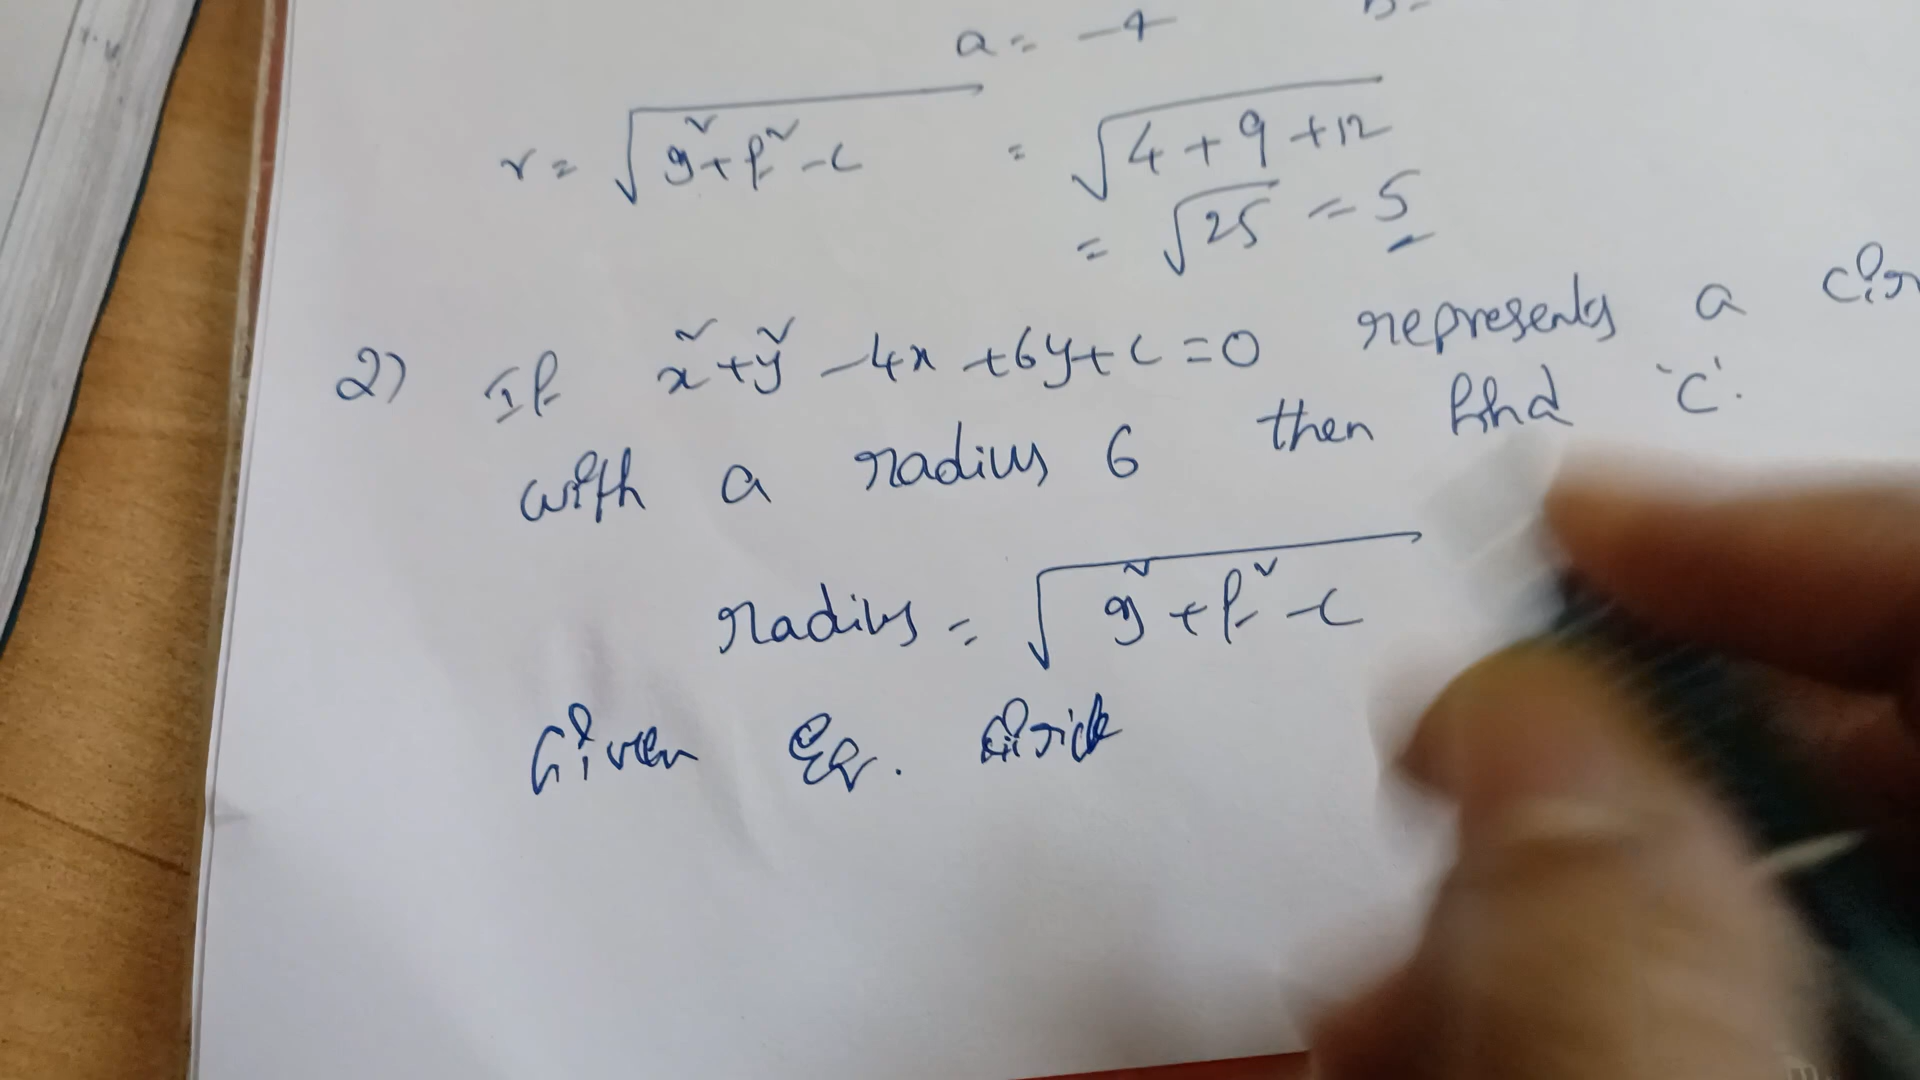 a = -4
r = √g²+f²-c = √4+9+12
= √25 = 5
2) If x²+y²-4x+6y+c=0 represents a cir
with a radius 6 then find 'c'.
radius = √g²+f²-c
Given Eq.